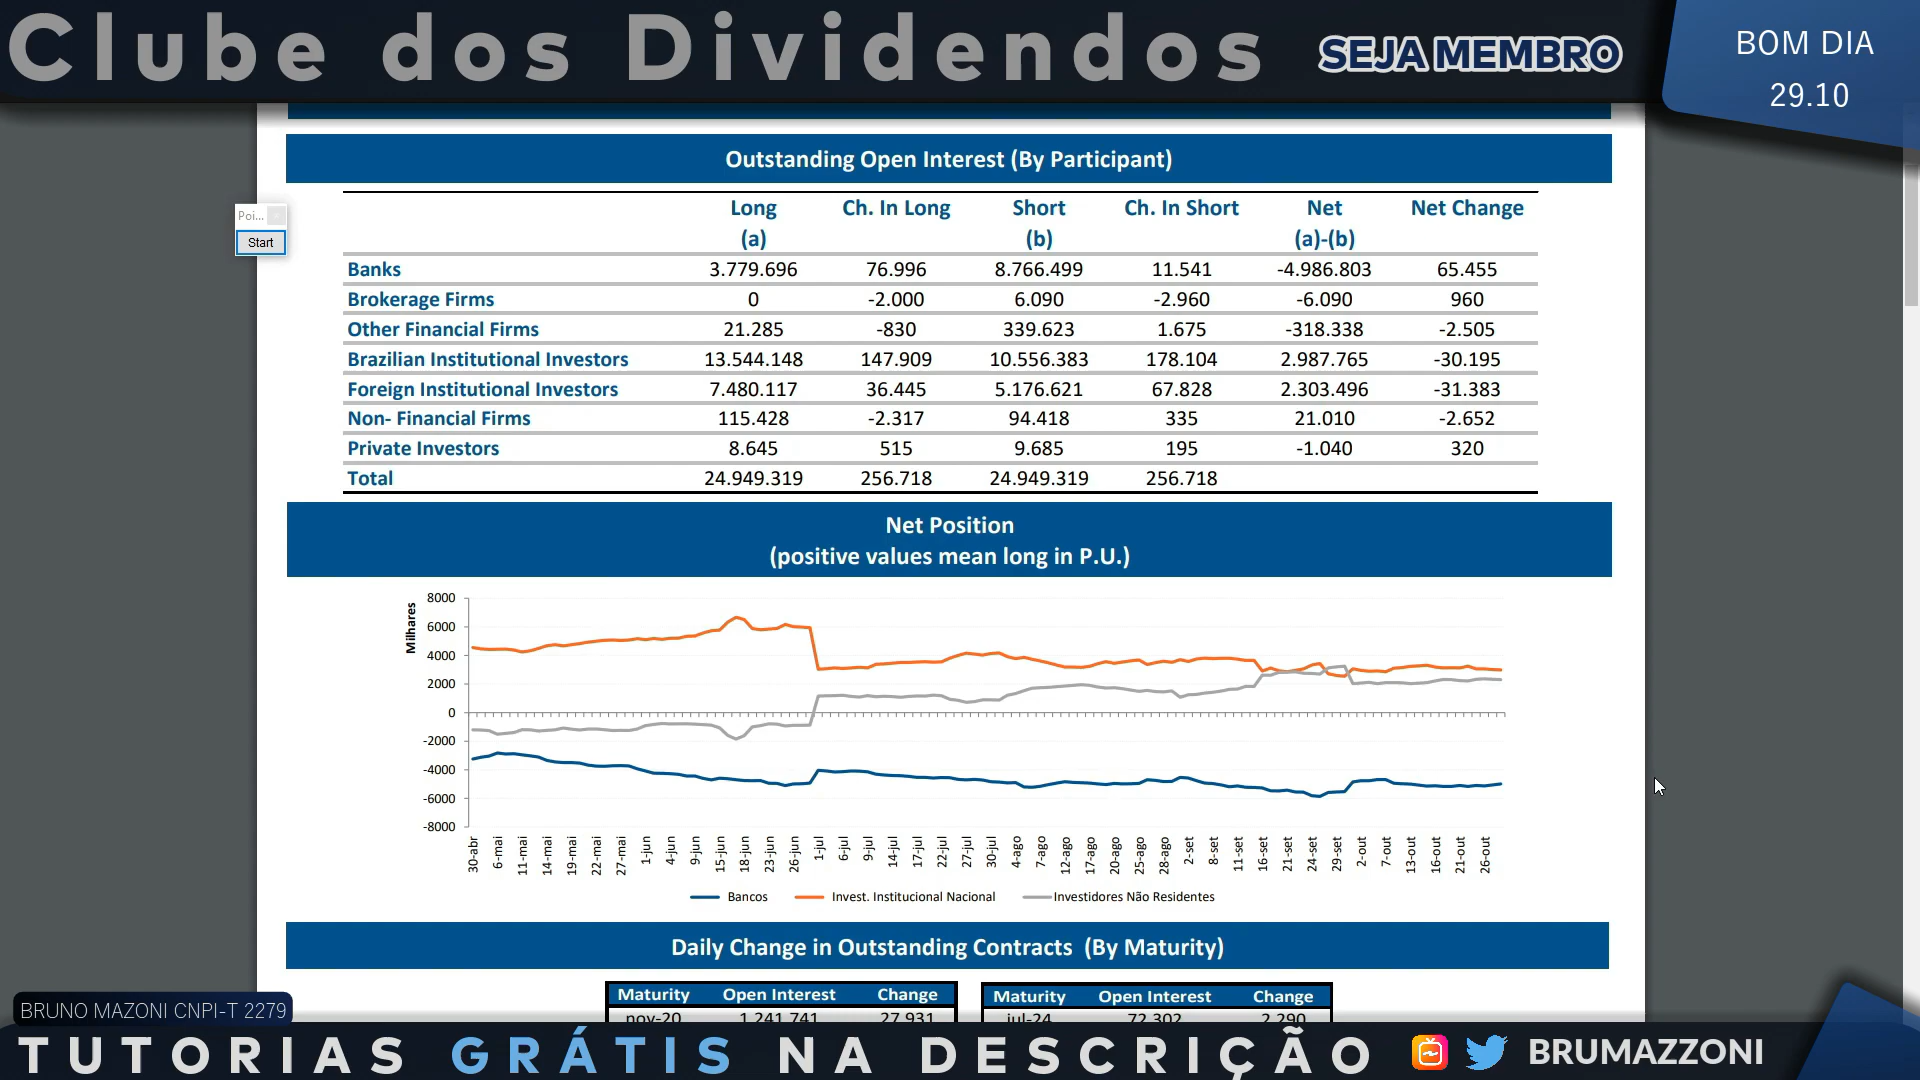 Clube dos Dividendos
SEJA MEMBRO
BOM DIA
29.10
Outstanding Open Interest (By Participant)
Poi...
Start
Long Ch. In Long Short Ch. In Short Net Net Change
(a) (b) (a)-(b)
Banks 3.779.696 76.996 8.766.499 11.541 -4.986.803 65.455
Brokerage Firms 0 -2.000 6.090 -2.960 -6.090 960
Other Financial Firms 21.285 -830 339.623 1.675 -318.338 -2.505
Brazilian Institutional Investors 13.544.148 147.909 10.556.383 178.104 2.987.765 -30.195
Foreign Institutional Investors 7.480.117 36.445 5.176.621 67.828 2.303.496 -31.383
Non- Financial Firms 115.428 -2.317 94.418 335 21.010 -2.652
Private Investors 8.645 515 9.685 195 -1.040 320
Total 24.949.319 256.718 24.949.319 256.718
Net Position
(positive values mean long in P.U.)
Milhares
8000
6000
4000
2000
0
-2000
-4000
-6000
-8000
30-abr 6-mai 11-mai 14-mai 19-mai 22-mai 27-mai 1-jun 4-jun 9-jun 15-jun 18-jun 23-jun 26-jun 1-jul 6-jul 9-jul 14-jul 17-jul 22-jul 27-jul 30-jul 4-ago 7-ago 12-ago 17-ago 20-ago 25-ago 28-ago 2-set 8-set 11-set 16-set 21-set 24-set 29-set 2-out 7-out 13-out 16-out 21-out 26-out
Bancos Invest. Institucional Nacional Investidores Não Residentes
Daily Change in Outstanding Contracts (By Maturity)
Maturity Open Interest Change
nov-20 1.241.741 27.931
Maturity Open Interest Change
jul-24 72.302 2.290
BRUNO MAZONI CNPI-T 2279
TUTORIAS GRÁTIS NA DESCRIÇÃO
BRUMAZZONI